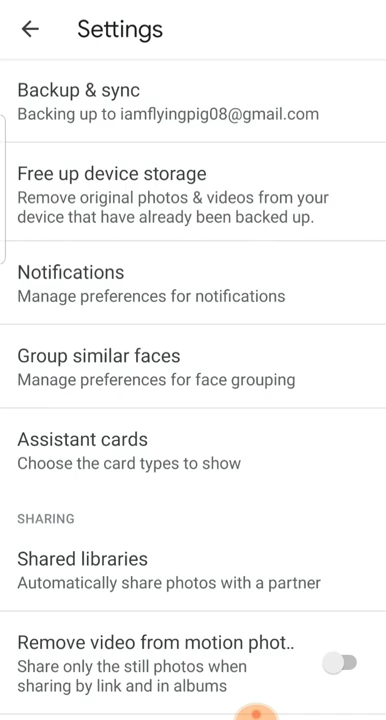 Settings
Backup & sync
Backing up to iamflyingpig08@gmail.com
Free up device storage
Remove original photos & videos from your
device that have already been backed up.
Notifications
Manage preferences for notifications
Group similar faces
Manage preferences for face grouping
Assistant cards
Choose the card types to show
SHARING
Shared libraries
Automatically share photos with a partner
Remove video from motion phot..
Share only the still photos when
sharing by link and in albums